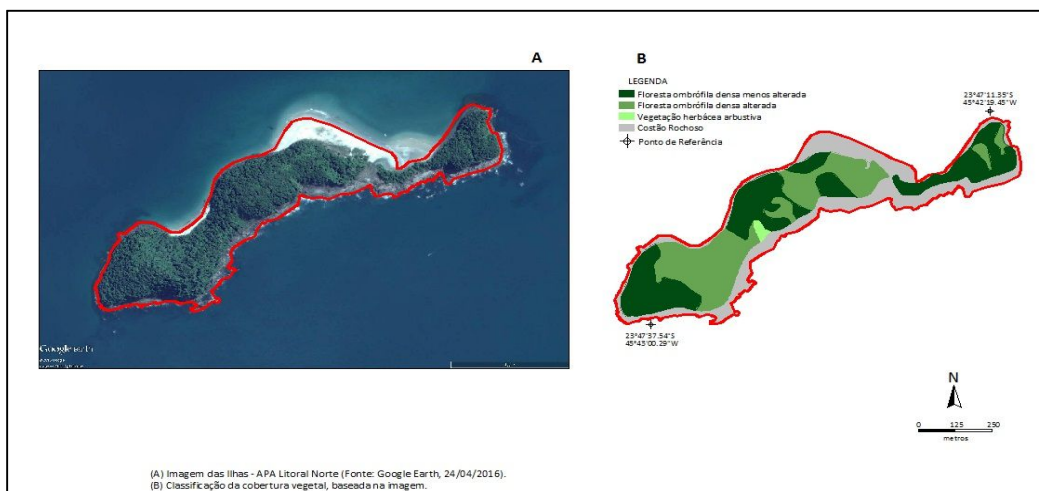 A
B
LEGENDA
Floresta ombrófila densa menos alterada
Floresta ombrófila densa alterada
Vegetação herbácea arbustiva
Costão Rochoso
Ponto de Referência
23°47'11.35"S
45°42'19.45"W
23°47'37.54"S
45°43'00.29"W
Google earth
N
0 125 250
metros
(A) Imagem das Ilhas - APA Litoral Norte (Fonte: Google Earth, 24/04/2016).
(B) Classificação da cobertura vegetal, baseada na imagem.